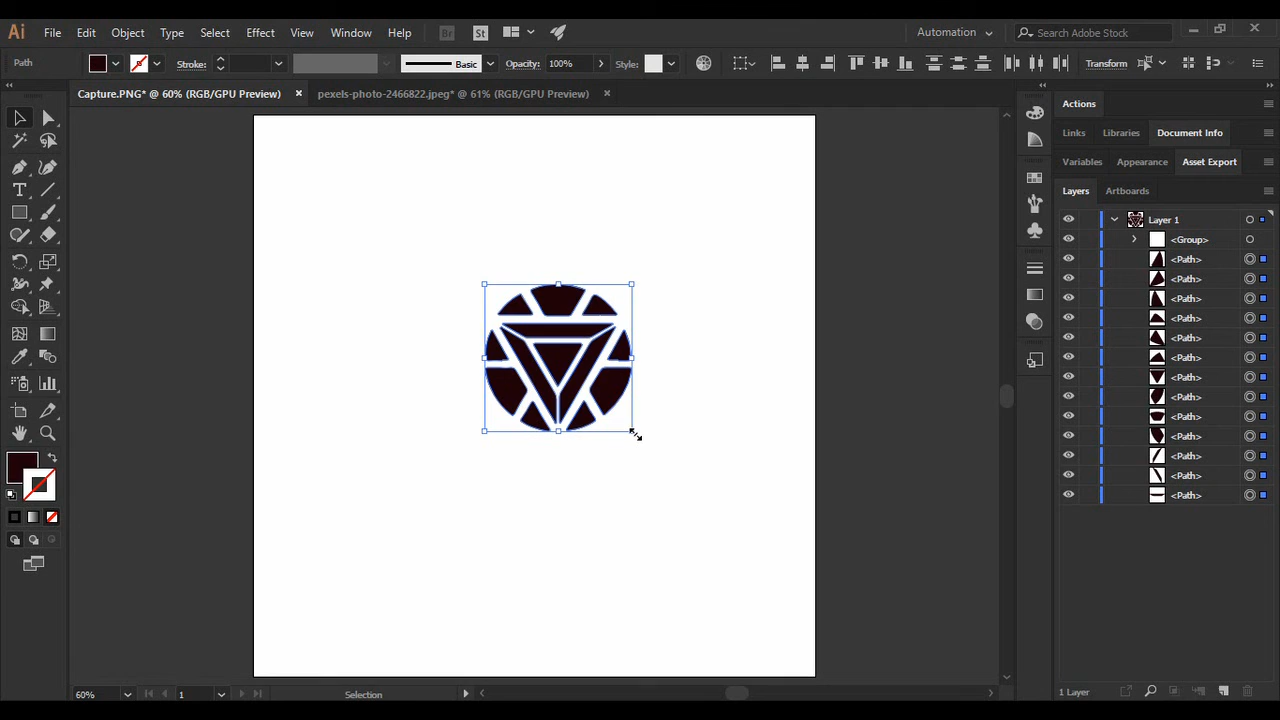 Ai File Edit Object Type Select Effect View Window Help Br St Automation Search Adobe Stock
Path Stroke: Basic Opacity: 100% Style: Transform
Capture.PNG* @ 60% (RGB/GPU Preview) × pexels-photo-2466822.jpeg* @ 61% (RGB/GPU Preview) ×
Actions
Links Libraries Document Info
Variables Appearance Asset Export
Layers Artboards
Layer 1
<Group>
<Path>
<Path>
<Path>
<Path>
<Path>
<Path>
<Path>
<Path>
<Path>
<Path>
<Path>
<Path>
<Path>
60% 1 Selection 1 Layer